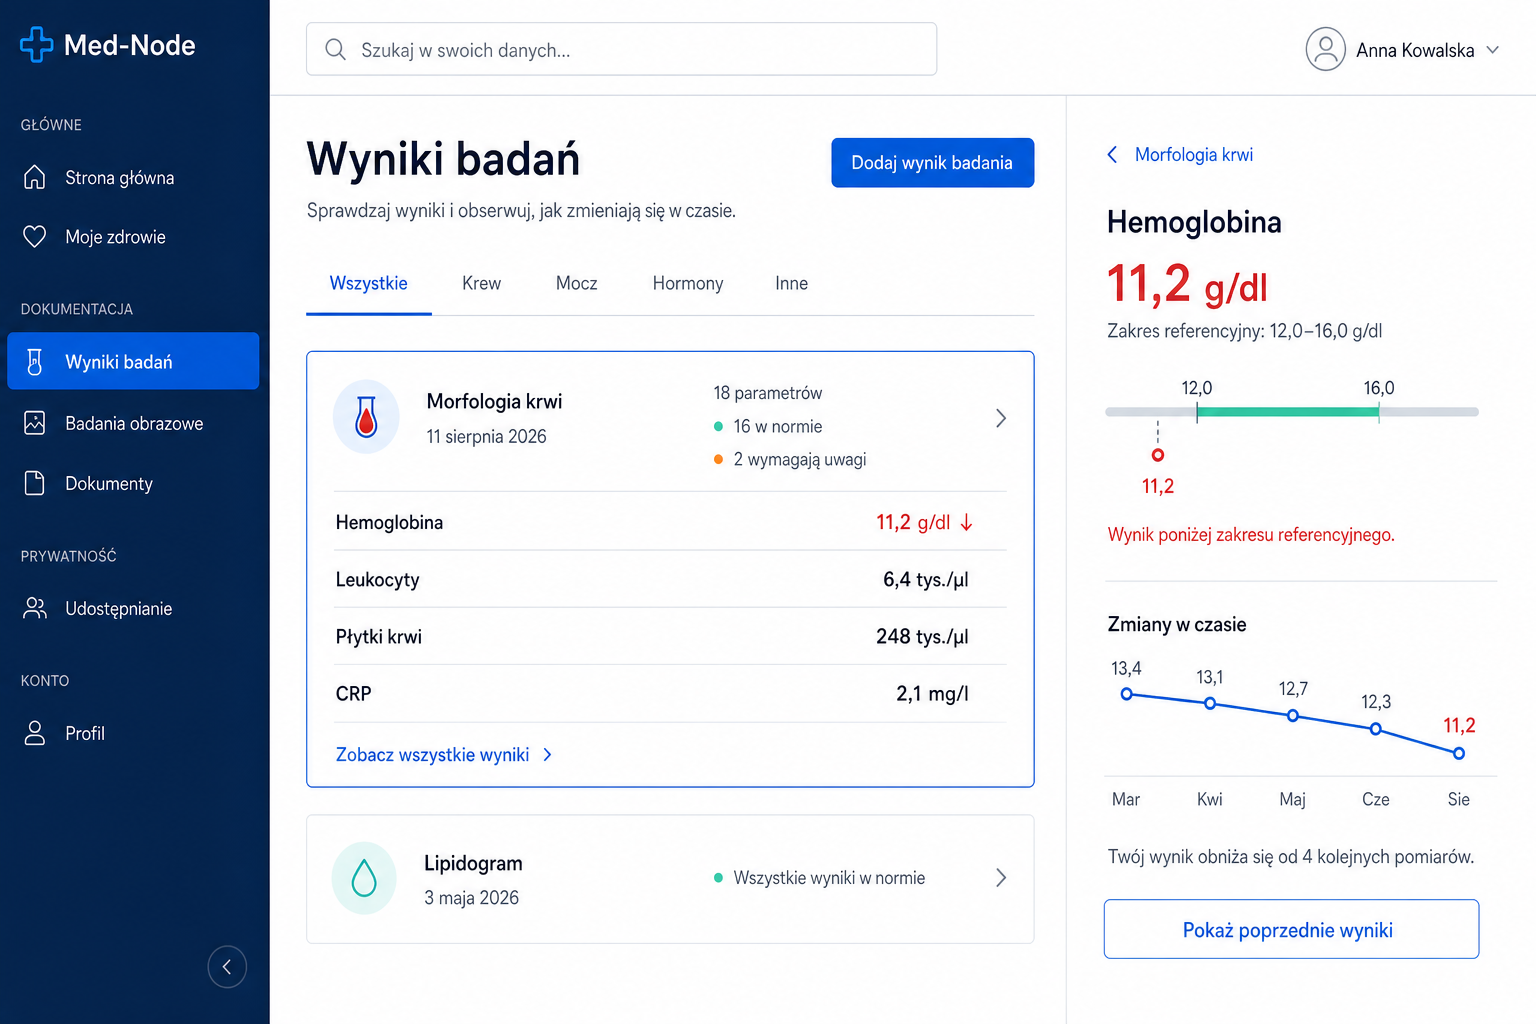 Med-Node
GŁÓWNE
Strona główna
Moje zdrowie
DOKUMENTACJA
Wyniki badań
Badania obrazowe
Dokumenty
PRYWATNOŚĆ
Udostępnianie
KONTO
Profil
Szukaj w swoich danych...
Anna Kowalska
Wyniki badań
Dodaj wynik badania
Sprawdzaj wyniki i obserwuj, jak zmieniają się w czasie.
Wszystkie Krew Mocz Hormony Inne
Morfologia krwi
11 sierpnia 2026
18 parametrów
16 w normie
2 wymagają uwagi
Hemoglobina 11,2 g/dl ↓
Leukocyty 6,4 tys./µl
Płytki krwi 248 tys./µl
CRP 2,1 mg/l
Zobacz wszystkie wyniki
Lipidogram
3 maja 2026
Wszystkie wyniki w normie
Morfologia krwi
Hemoglobina
11,2 g/dl
Zakres referencyjny: 12,0–16,0 g/dl
12,0 16,0
11,2
Wynik poniżej zakresu referencyjnego.
Zmiany w czasie
13,4 13,1 12,7 12,3 11,2
Mar Kwi Maj Cze Sie
Twój wynik obniża się od 4 kolejnych pomiarów.
Pokaż poprzednie wyniki